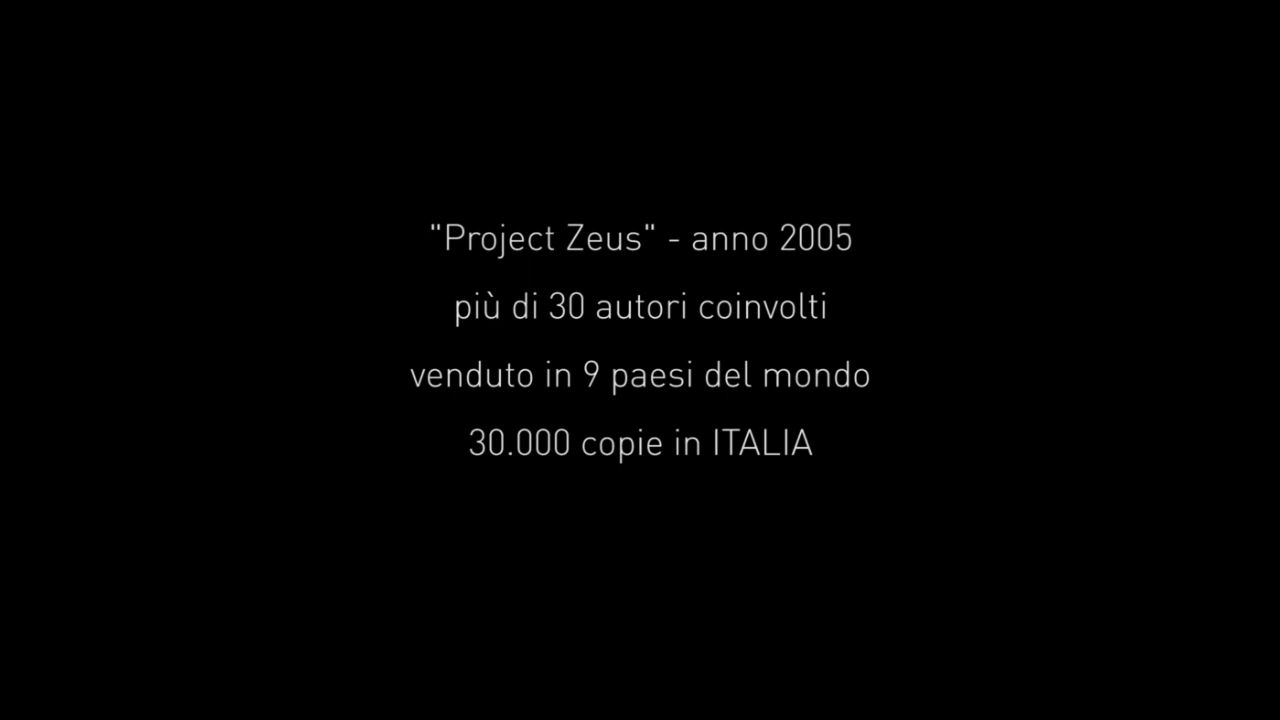 "Project Zeus" - anno 2005
più di 30 autori coinvolti
venduto in 9 paesi del mondo
30.000 copie in ITALIA